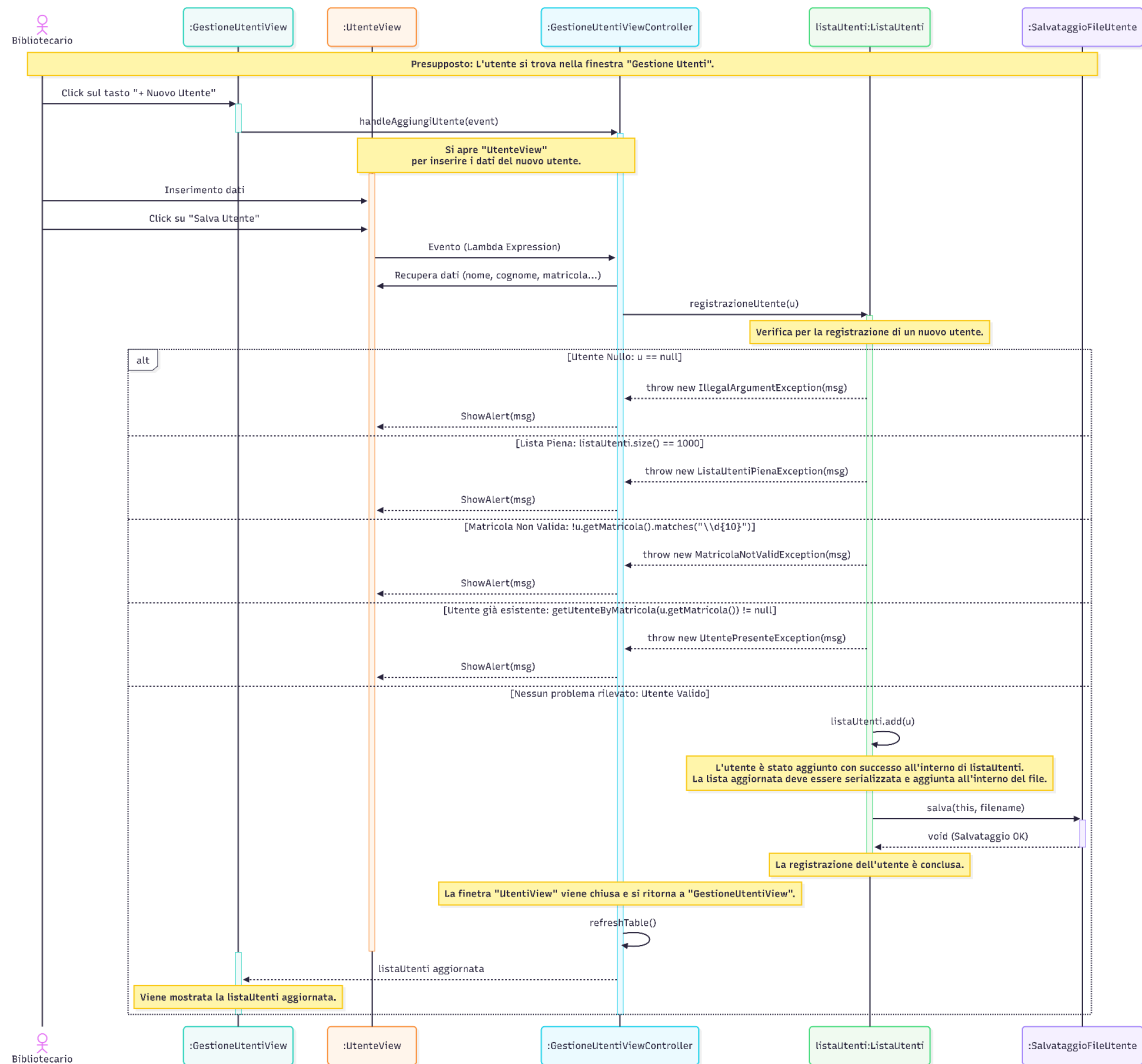 Bibliotecario
:GestioneUtentiView
:UtenteView
:GestioneUtentiViewController
listaUtenti:ListaUtenti
:SalvataggioFileUtente
Presupposto: L'utente si trova nella finestra "Gestione Utenti".
Click sul tasto "+ Nuovo Utente"
handleAggiungiUtente(event)
Si apre "UtenteView"
per inserire i dati del nuovo utente.
Inserimento dati
Click su "Salva Utente"
Evento (Lambda Expression)
Recupera dati (nome, cognome, matricola...)
registrazioneUtente(u)
Verifica per la registrazione di un nuovo utente.
alt
[Utente Nullo: u == null]
throw new IllegalArgumentException(msg)
ShowAlert(msg)
[Lista Piena: listaUtenti.size() == 1000]
throw new ListaUtentiPienaException(msg)
ShowAlert(msg)
[Matricola Non Valida: !u.getMatricola().matches("\\d{10}")]
throw new MatricolaNotValidException(msg)
ShowAlert(msg)
[Utente già esistente: getUtenteByMatricola(u.getMatricola()) != null]
throw new UtentePresenteException(msg)
ShowAlert(msg)
[Nessun problema rilevato: Utente Valido]
listaUtenti.add(u)
L'utente è stato aggiunto con successo all'interno di listaUtenti.
La lista aggiornata deve essere serializzata e aggiunta all'interno del file.
salva(this, filename)
void (Salvataggio OK)
La registrazione dell'utente è conclusa.
La finetra "UtentiView" viene chiusa e si ritorna a "GestioneUtentiView".
refreshTable()
listaUtenti aggiornata
Viene mostrata la listaUtenti aggiornata.
Bibliotecario
:GestioneUtentiView
:UtenteView
:GestioneUtentiViewController
listaUtenti:ListaUtenti
:SalvataggioFileUtente